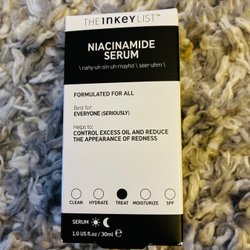 THE INKEY LIST™
NIACINAMIDE
SERUM
\ nahy·uh·sin·uh·mayhd \ seer·uhm \
FORMULATED FOR ALL
Best for:
EVERYONE (SERIOUSLY)
Helps to:
CONTROL EXCESS OIL AND REDUCE
THE APPEARANCE OF REDNESS
CLEAN HYDRATE TREAT MOISTURIZE SPF
SERUM
1.0 US fl.oz / 30ml ℮